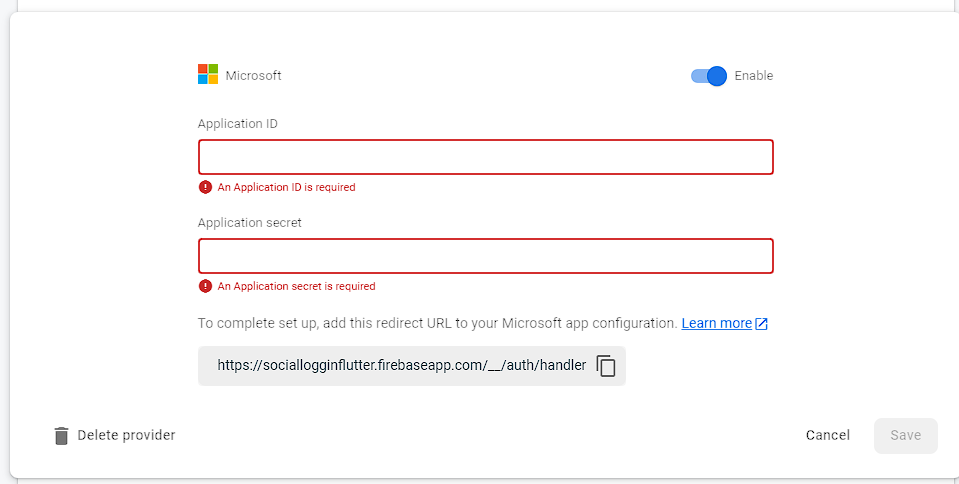 Microsoft
Enable
Application ID
An Application ID is required
Application secret
An Application secret is required
To complete set up, add this redirect URL to your Microsoft app configuration. Learn more
https://sociallogginflutter.firebaseapp.com/__/auth/handler
Delete provider
Cancel
Save